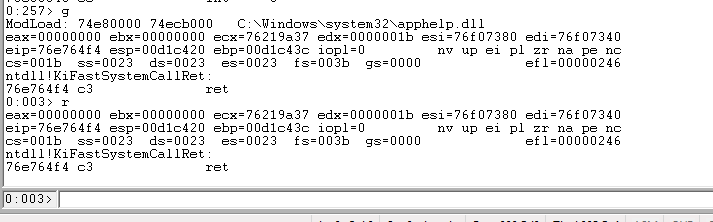 0:257> g
ModLoad: 74e80000 74ecb000   C:\Windows\system32\apphelp.dll
eax=00000000 ebx=00000000 ecx=76219a37 edx=0000001b esi=76f07380 edi=76f07340
eip=76e764f4 esp=00d1c420 ebp=00d1c43c iopl=0         nv up ei pl zr na pe nc
cs=001b  ss=0023  ds=0023  es=0023  fs=003b  gs=0000             efl=00000246
ntdll!KiFastSystemCallRet:
76e764f4 c3              ret
0:003> r
eax=00000000 ebx=00000000 ecx=76219a37 edx=0000001b esi=76f07380 edi=76f07340
eip=76e764f4 esp=00d1c420 ebp=00d1c43c iopl=0         nv up ei pl zr na pe nc
cs=001b  ss=0023  ds=0023  es=0023  fs=003b  gs=0000             efl=00000246
ntdll!KiFastSystemCallRet:
76e764f4 c3              ret
0:003>